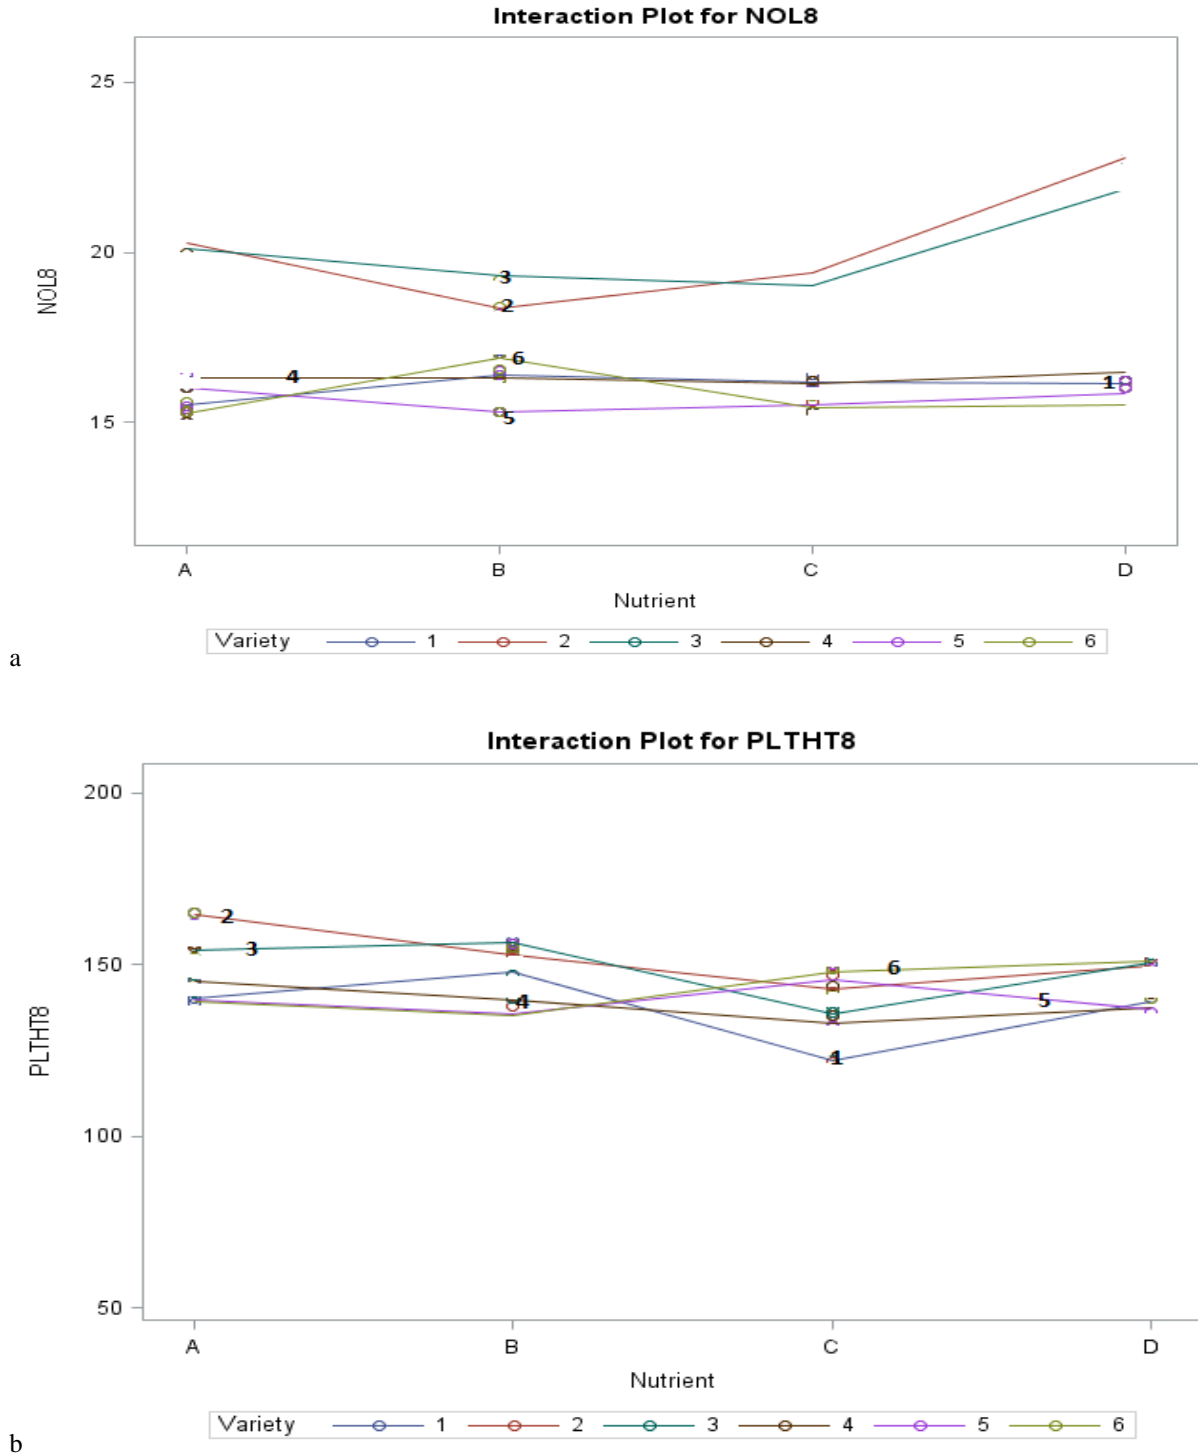 Interaction Plot for NOL8
25
20
15
NOL8
3
2
6
4
1
5
A B C D
Nutrient
Variety 1 2 3 4 5 6
a
Interaction Plot for PLTHT8
200
150
100
50
PLTHT8
2
3
6
5
4
1
A B C D
Nutrient
Variety 1 2 3 4 5 6
b